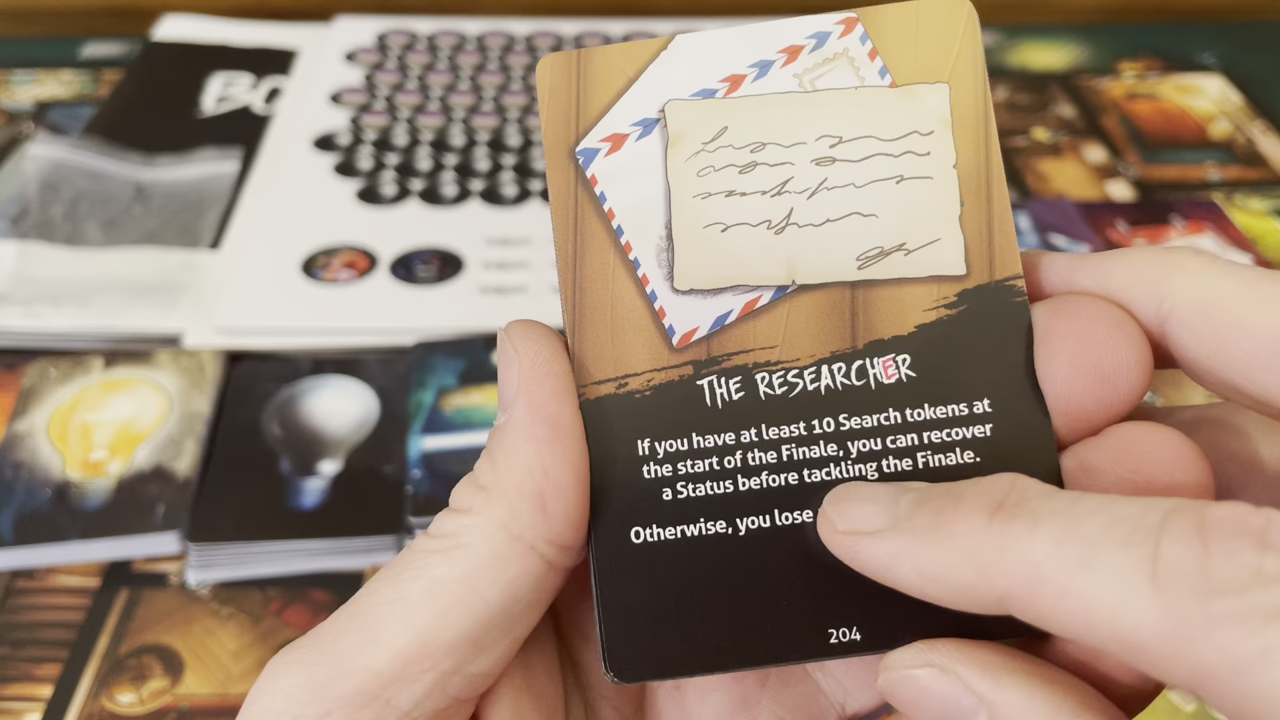 BO
THE RESEARCHER
If you have at least 10 Search tokens at
the start of the Finale, you can recover
a Status before tackling the Finale.
Otherwise, you lose
204